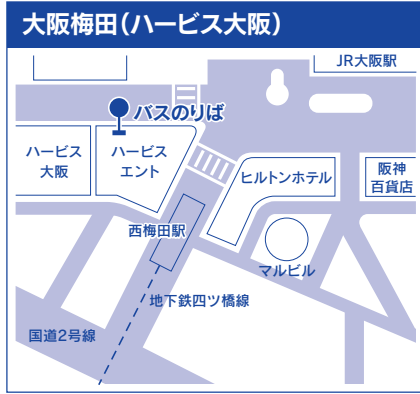 大阪梅田（ハービス大阪）
JR大阪駅
バスのりば
ハービス
大阪
ハービス
エント
ヒルトンホテル
阪神
百貨店
西梅田駅
マルビル
地下鉄四ツ橋線
国道2号線